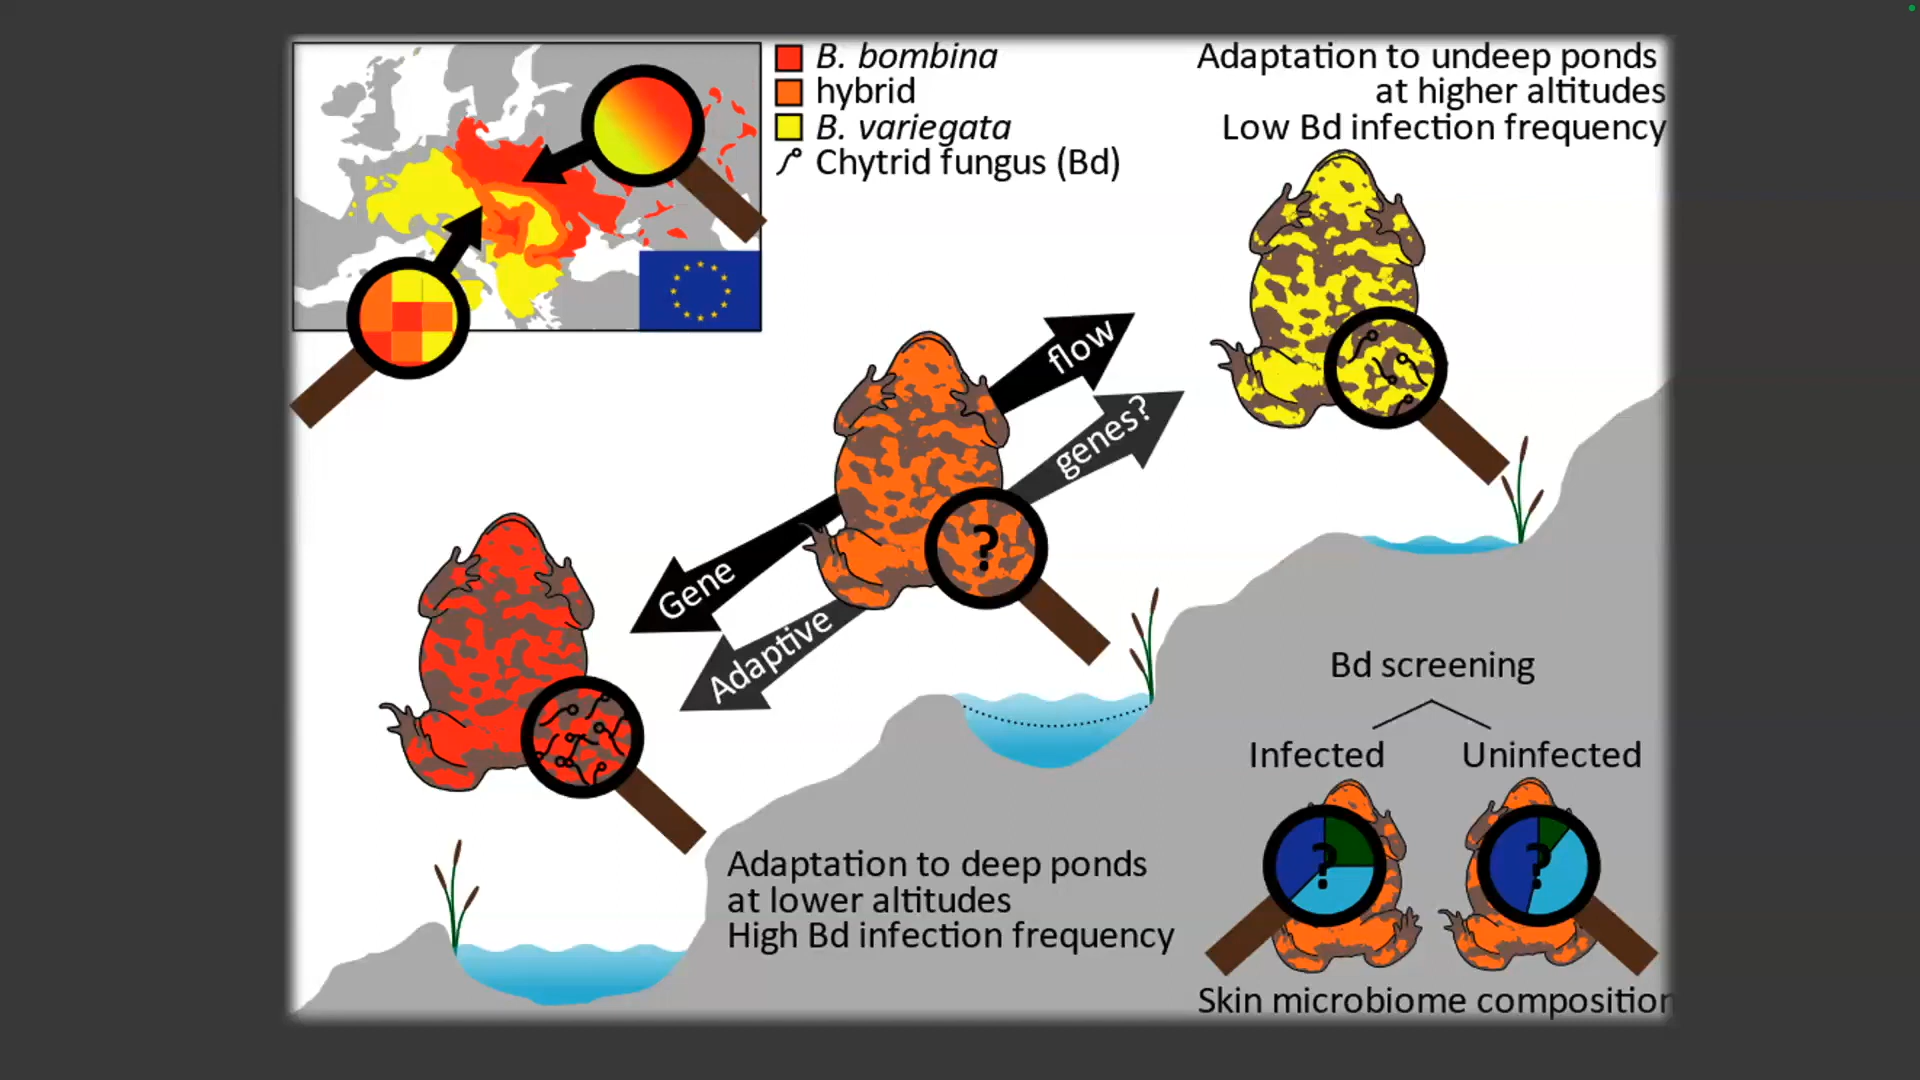 B. bombina
hybrid
B. variegata
Chytrid fungus (Bd)
Adaptation to undeep ponds
at higher altitudes
Low Bd infection frequency
Gene flow
Adaptive genes?
?
Adaptation to deep ponds
at lower altitudes
High Bd infection frequency
Bd screening
Infected Uninfected
? ?
Skin microbiome composition